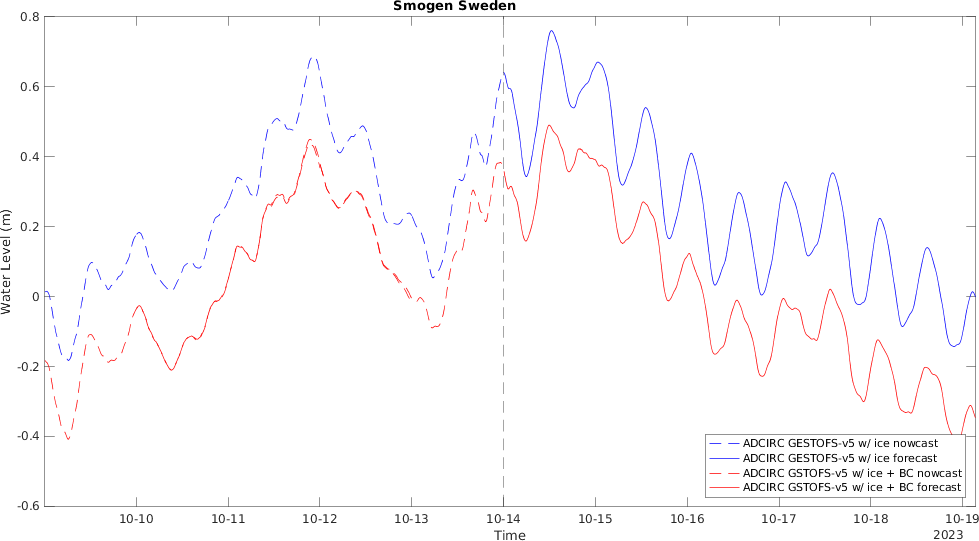 Smogen Sweden
0.8
0.6
0.4
0.2
0
-0.2
-0.4
-0.6
Water Level (m)
10-10
10-11
10-12
10-13
10-14
10-15
10-16
10-17
10-18
10-19
Time
2023
ADCIRC GESTOFS-v5 w/ ice nowcast
ADCIRC GESTOFS-v5 w/ ice forecast
ADCIRC GSTOFS-v5 w/ ice + BC nowcast
ADCIRC GSTOFS-v5 w/ ice + BC forecast